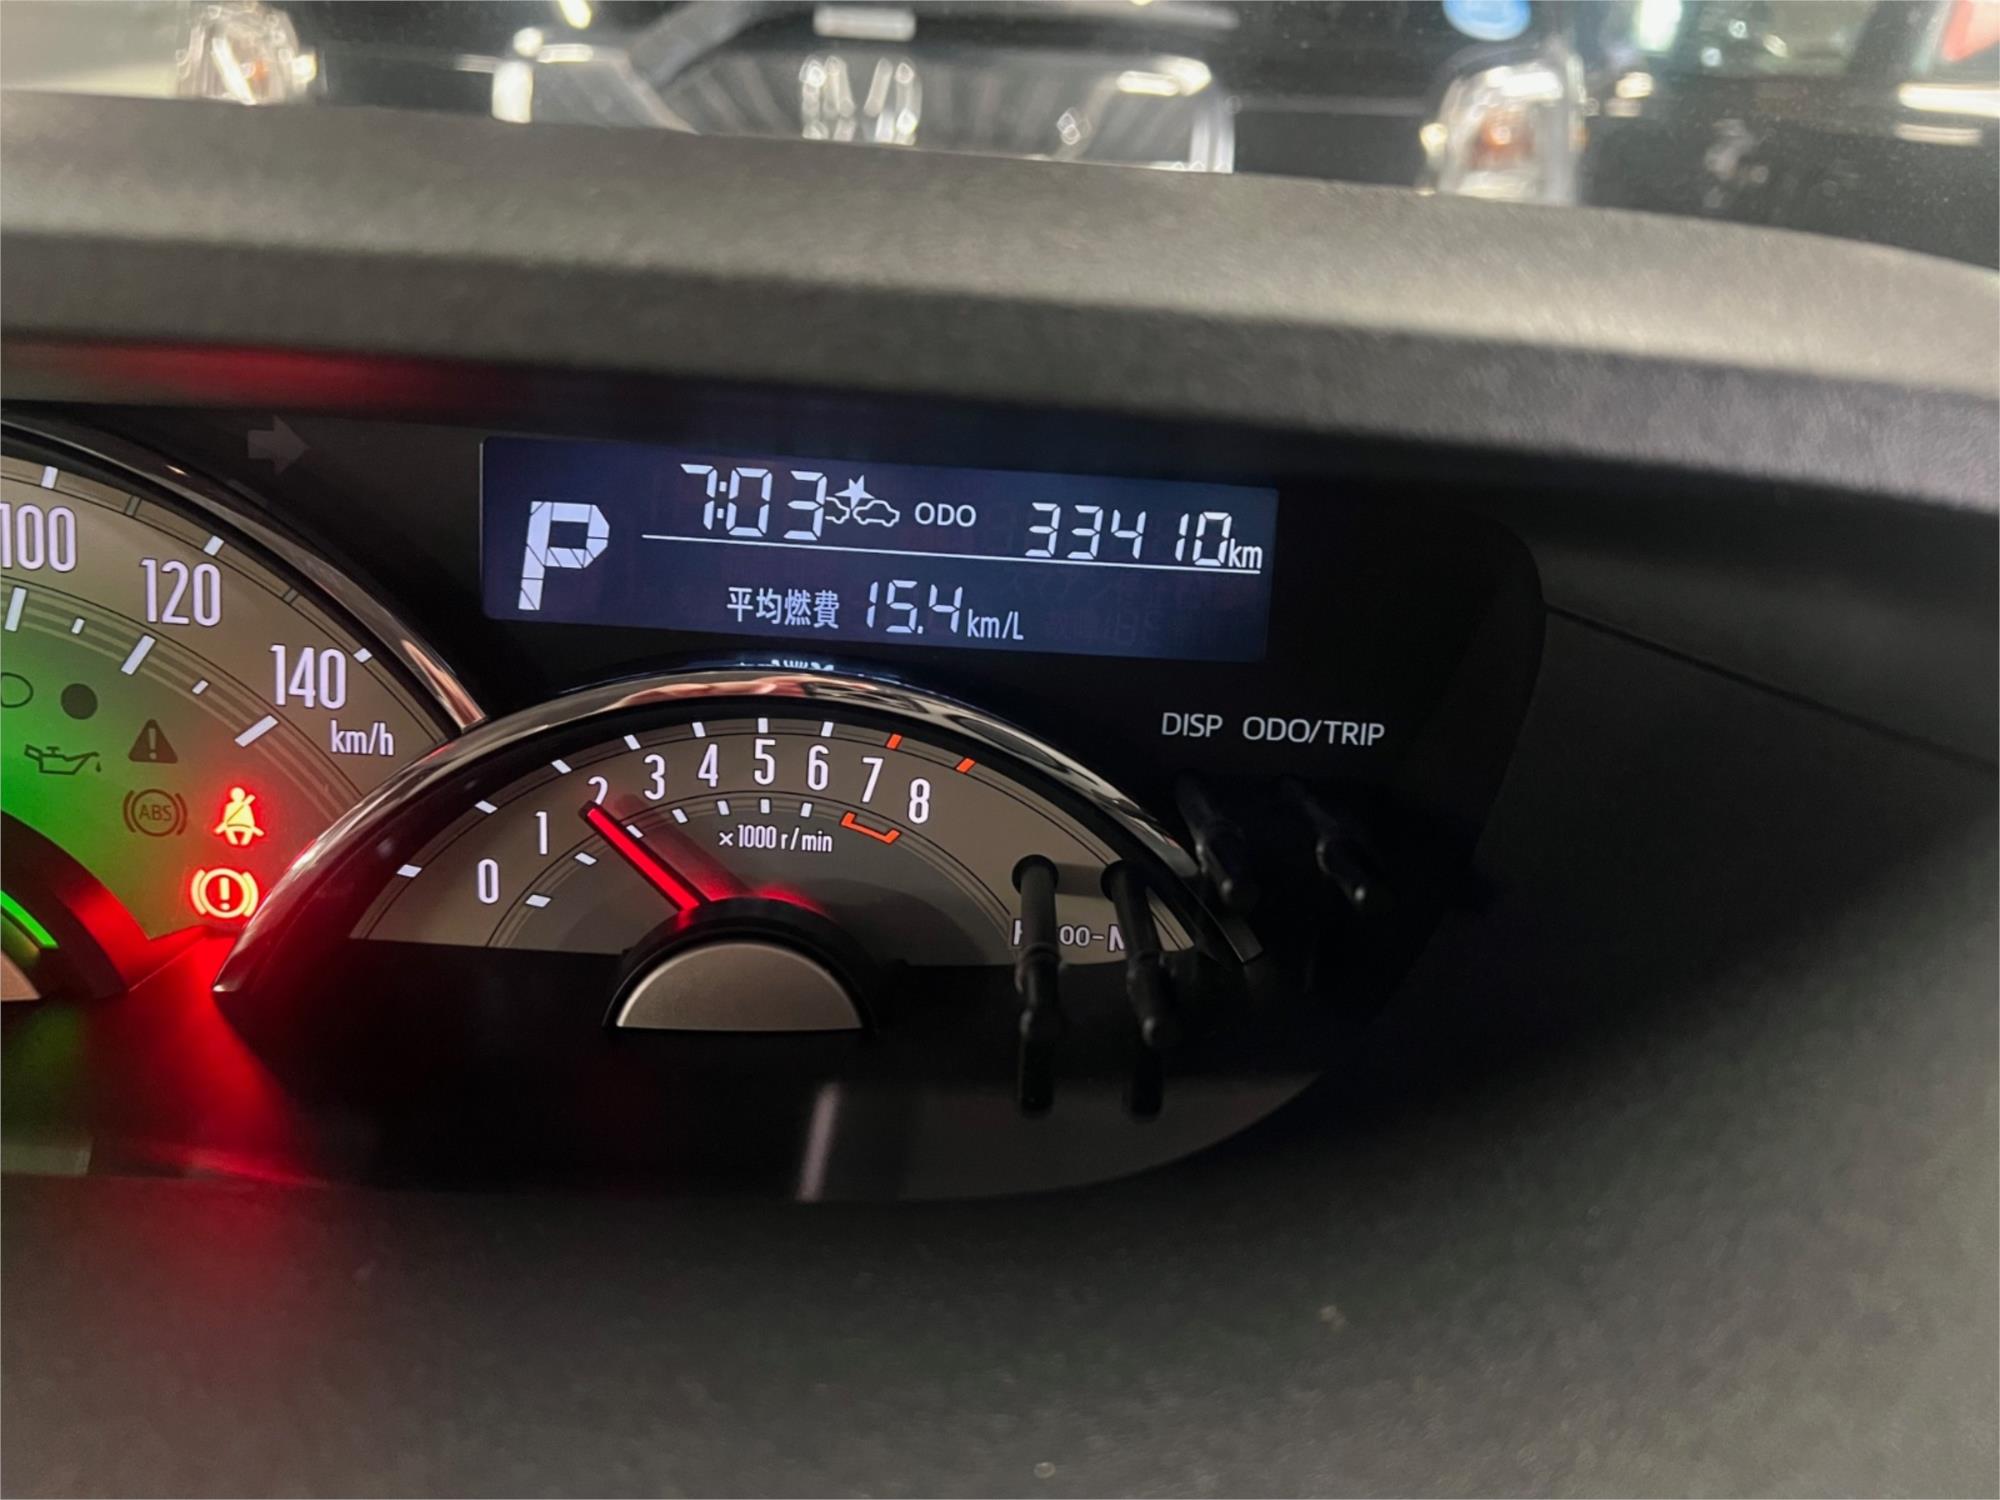 P
7:03 ODO 33410km
平均燃費 15.4km/L
100
120
140
km/h
ABS
DISP ODO/TRIP
0 1 2 3 4 5 6 7 8
×1000 r/min